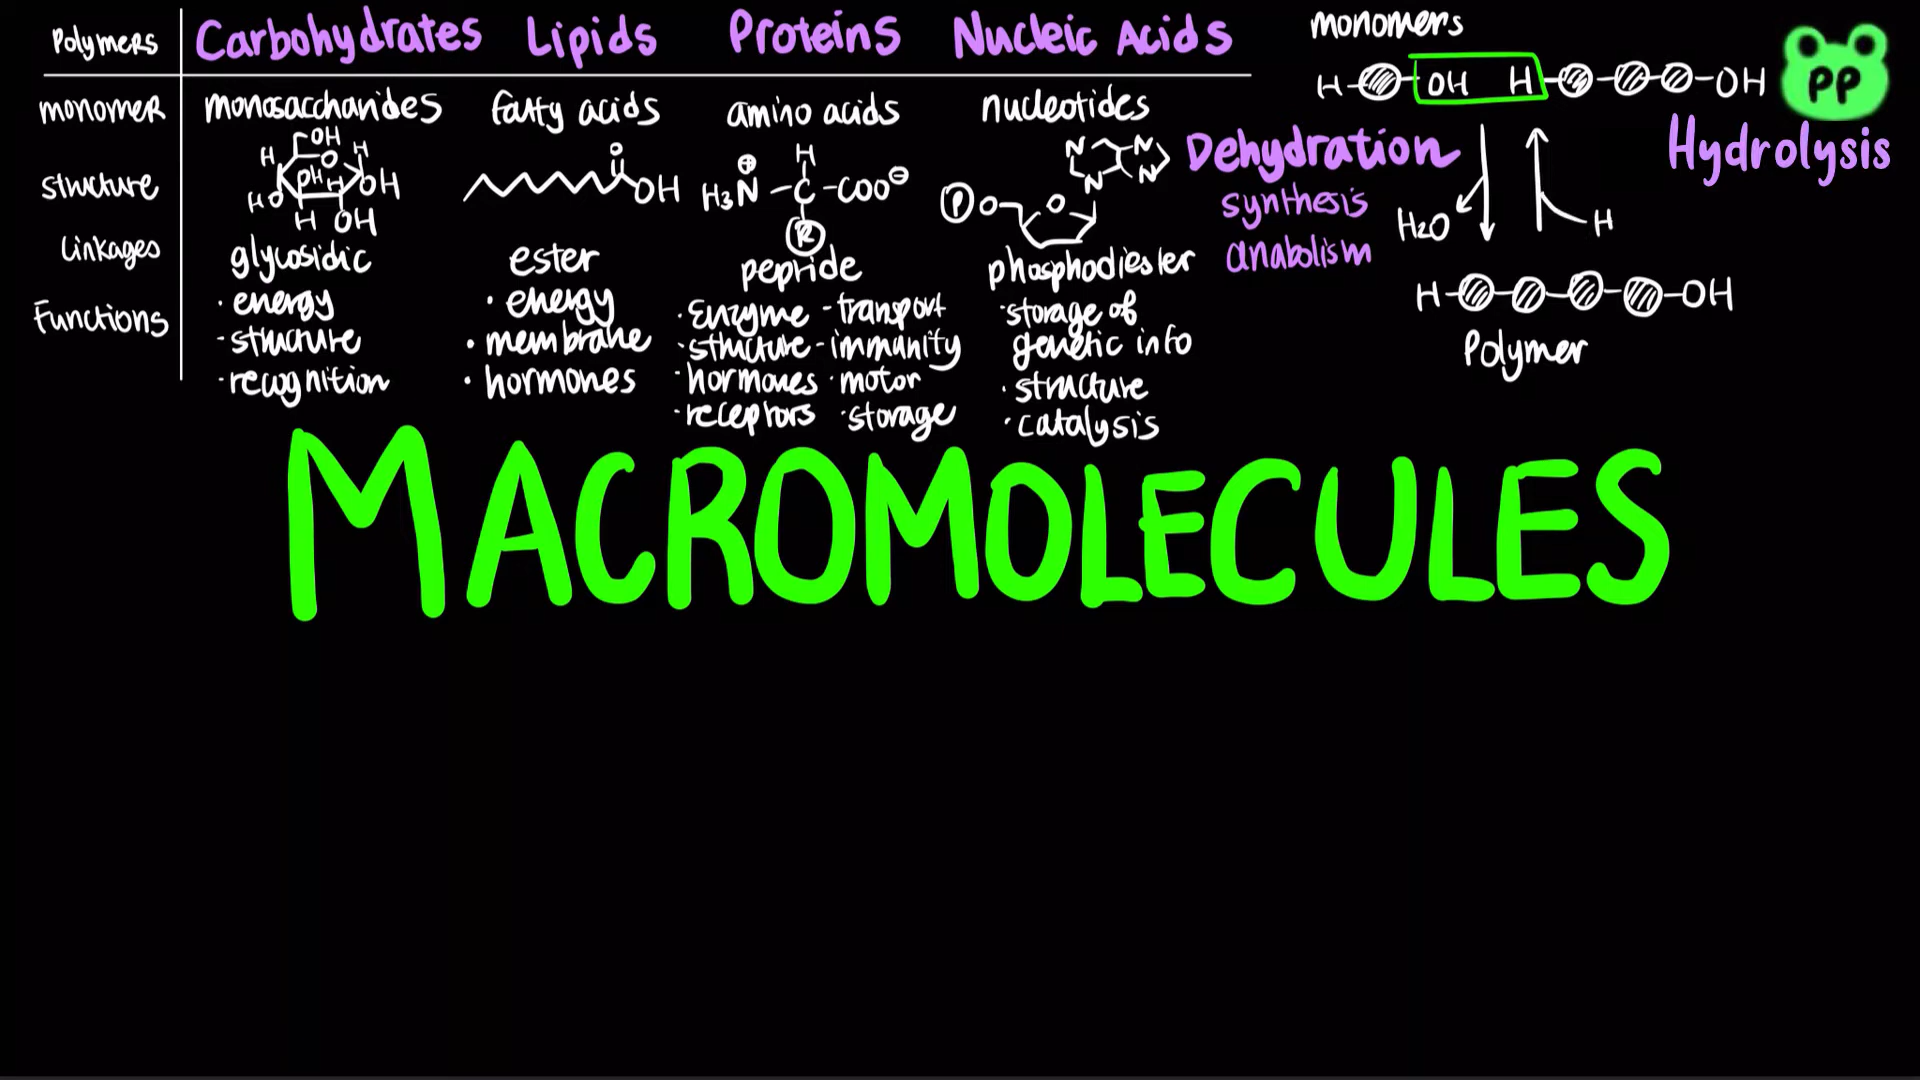 Polymers Carbohydrates Lipids Proteins Nucleic Acids
monomer monosaccharides fatty acids amino acids nucleotides
structure
OH
H O H
OH H OH
HO
H OH
O
OH
⊕ H
H3N - C - COO⊖
R
N N
N N
P O O
Linkages glycosidic ester peptide phosphodiester
Functions
· energy
- structure
· recognition
· energy
· membrane
· hormones
· Enzyme - transport
· structure - immunity
· hormones · motor
· receptors · storage
· storage of
genetic info
· structure
· catalysis
monomers
H OH H OH
PP
Dehydration
synthesis
anabolism
Hydrolysis
H2O H
H OH
Polymer
MACROMOLECULES